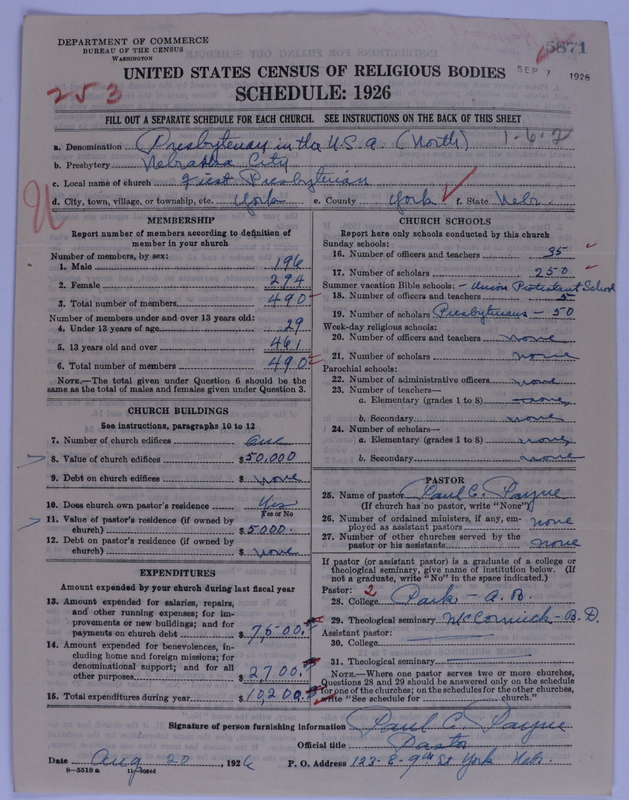 DEPARTMENT OF COMMERCE
BUREAU OF THE CENSUS
WASHINGTON
5871
UNITED STATES CENSUS OF RELIGIOUS BODIES
SEP 7 1926
253
SCHEDULE: 1926
FILL OUT A SEPARATE SCHEDULE FOR EACH CHURCH. SEE INSTRUCTIONS ON THE BACK OF THIS SHEET
1-6-2
a. Denomination Presbyterian in the U.S.A. (North)
b. Presbytery Nebraska City
c. Local name of church First Presbyterian
d. City, town, village, or township, etc. York e. County York f. State Nebr.
MEMBERSHIP
Report number of members according to definition of
member in your church
Number of members, by sex:
1. Male 196
2. Female 294
3. Total number of members 490
Number of members under and over 13 years old:
4. Under 13 years of age 29
5. 13 years old and over 461
6. Total number of members 490
NOTE.—The total given under Question 6 should be
same as the total of males and females given under Question 3.
CHURCH BUILDINGS
See instructions, paragraphs 10 to 12
7. Number of church edifices one
8. Value of church edifices $50,000
9. Debt on church edifices $ none
10. Does church own pastor's residence Yes
Yes or No
11. Value of pastor's residence (if owned by
church) $5000.
12. Debt on pastor's residence (if owned by
church) $ none
EXPENDITURES
Amount expended by your church during last fiscal year
13. Amount expended for salaries, repairs,
and other running expenses; for im-
provements or new buildings; and for
payments on church debt $7,500.
14. Amount expended for benevolences, in-
cluding home and foreign missions; for
denominational support; and for all
other purposes $2700.
15. Total expenditures during year $10,200.
CHURCH SCHOOLS
Report here only schools conducted by this church
Sunday schools:
16. Number of officers and teachers 35
17. Number of scholars 250
Summer vacation Bible schools: - Union Protestant School
18. Number of officers and teachers 5
19. Number of scholars Presbyterians - 50
Week-day religious schools:
20. Number of officers and teachers none
21. Number of scholars none
Parochial schools:
22. Number of administrative officers none
23. Number of teachers—
a. Elementary (grades 1 to 8) none
b. Secondary none
24. Number of scholars—
a. Elementary (grades 1 to 8) none
b. Secondary none
PASTOR
25. Name of pastor Paul C. Payne
(If church has no pastor, write "None")
26. Number of ordained ministers, if any, em-
ployed as assistant pastors none
27. Number of other churches served by the
pastor or his assistants none
If pastor (or assistant pastor) is a graduate of a college or
theological seminary, give name of institution below. (If
not a graduate, write "No" in the space indicated.)
Pastor: 2
28. College Park - A.B.
29. Theological seminary McCormick - B.D.
Assistant pastor:
30. College
31. Theological seminary
NOTE.—Where one pastor serves two or more churches,
Questions 28 and 29 should be answered only on the schedule
for one of the churches; on the schedules for the other churches,
write "See schedule for church."
Signature of person furnishing information Paul C. Payne
Official title Pastor
Date Aug 20, 1926 P. O. Address 123-E-9th St York Nebr.
8—5518 a